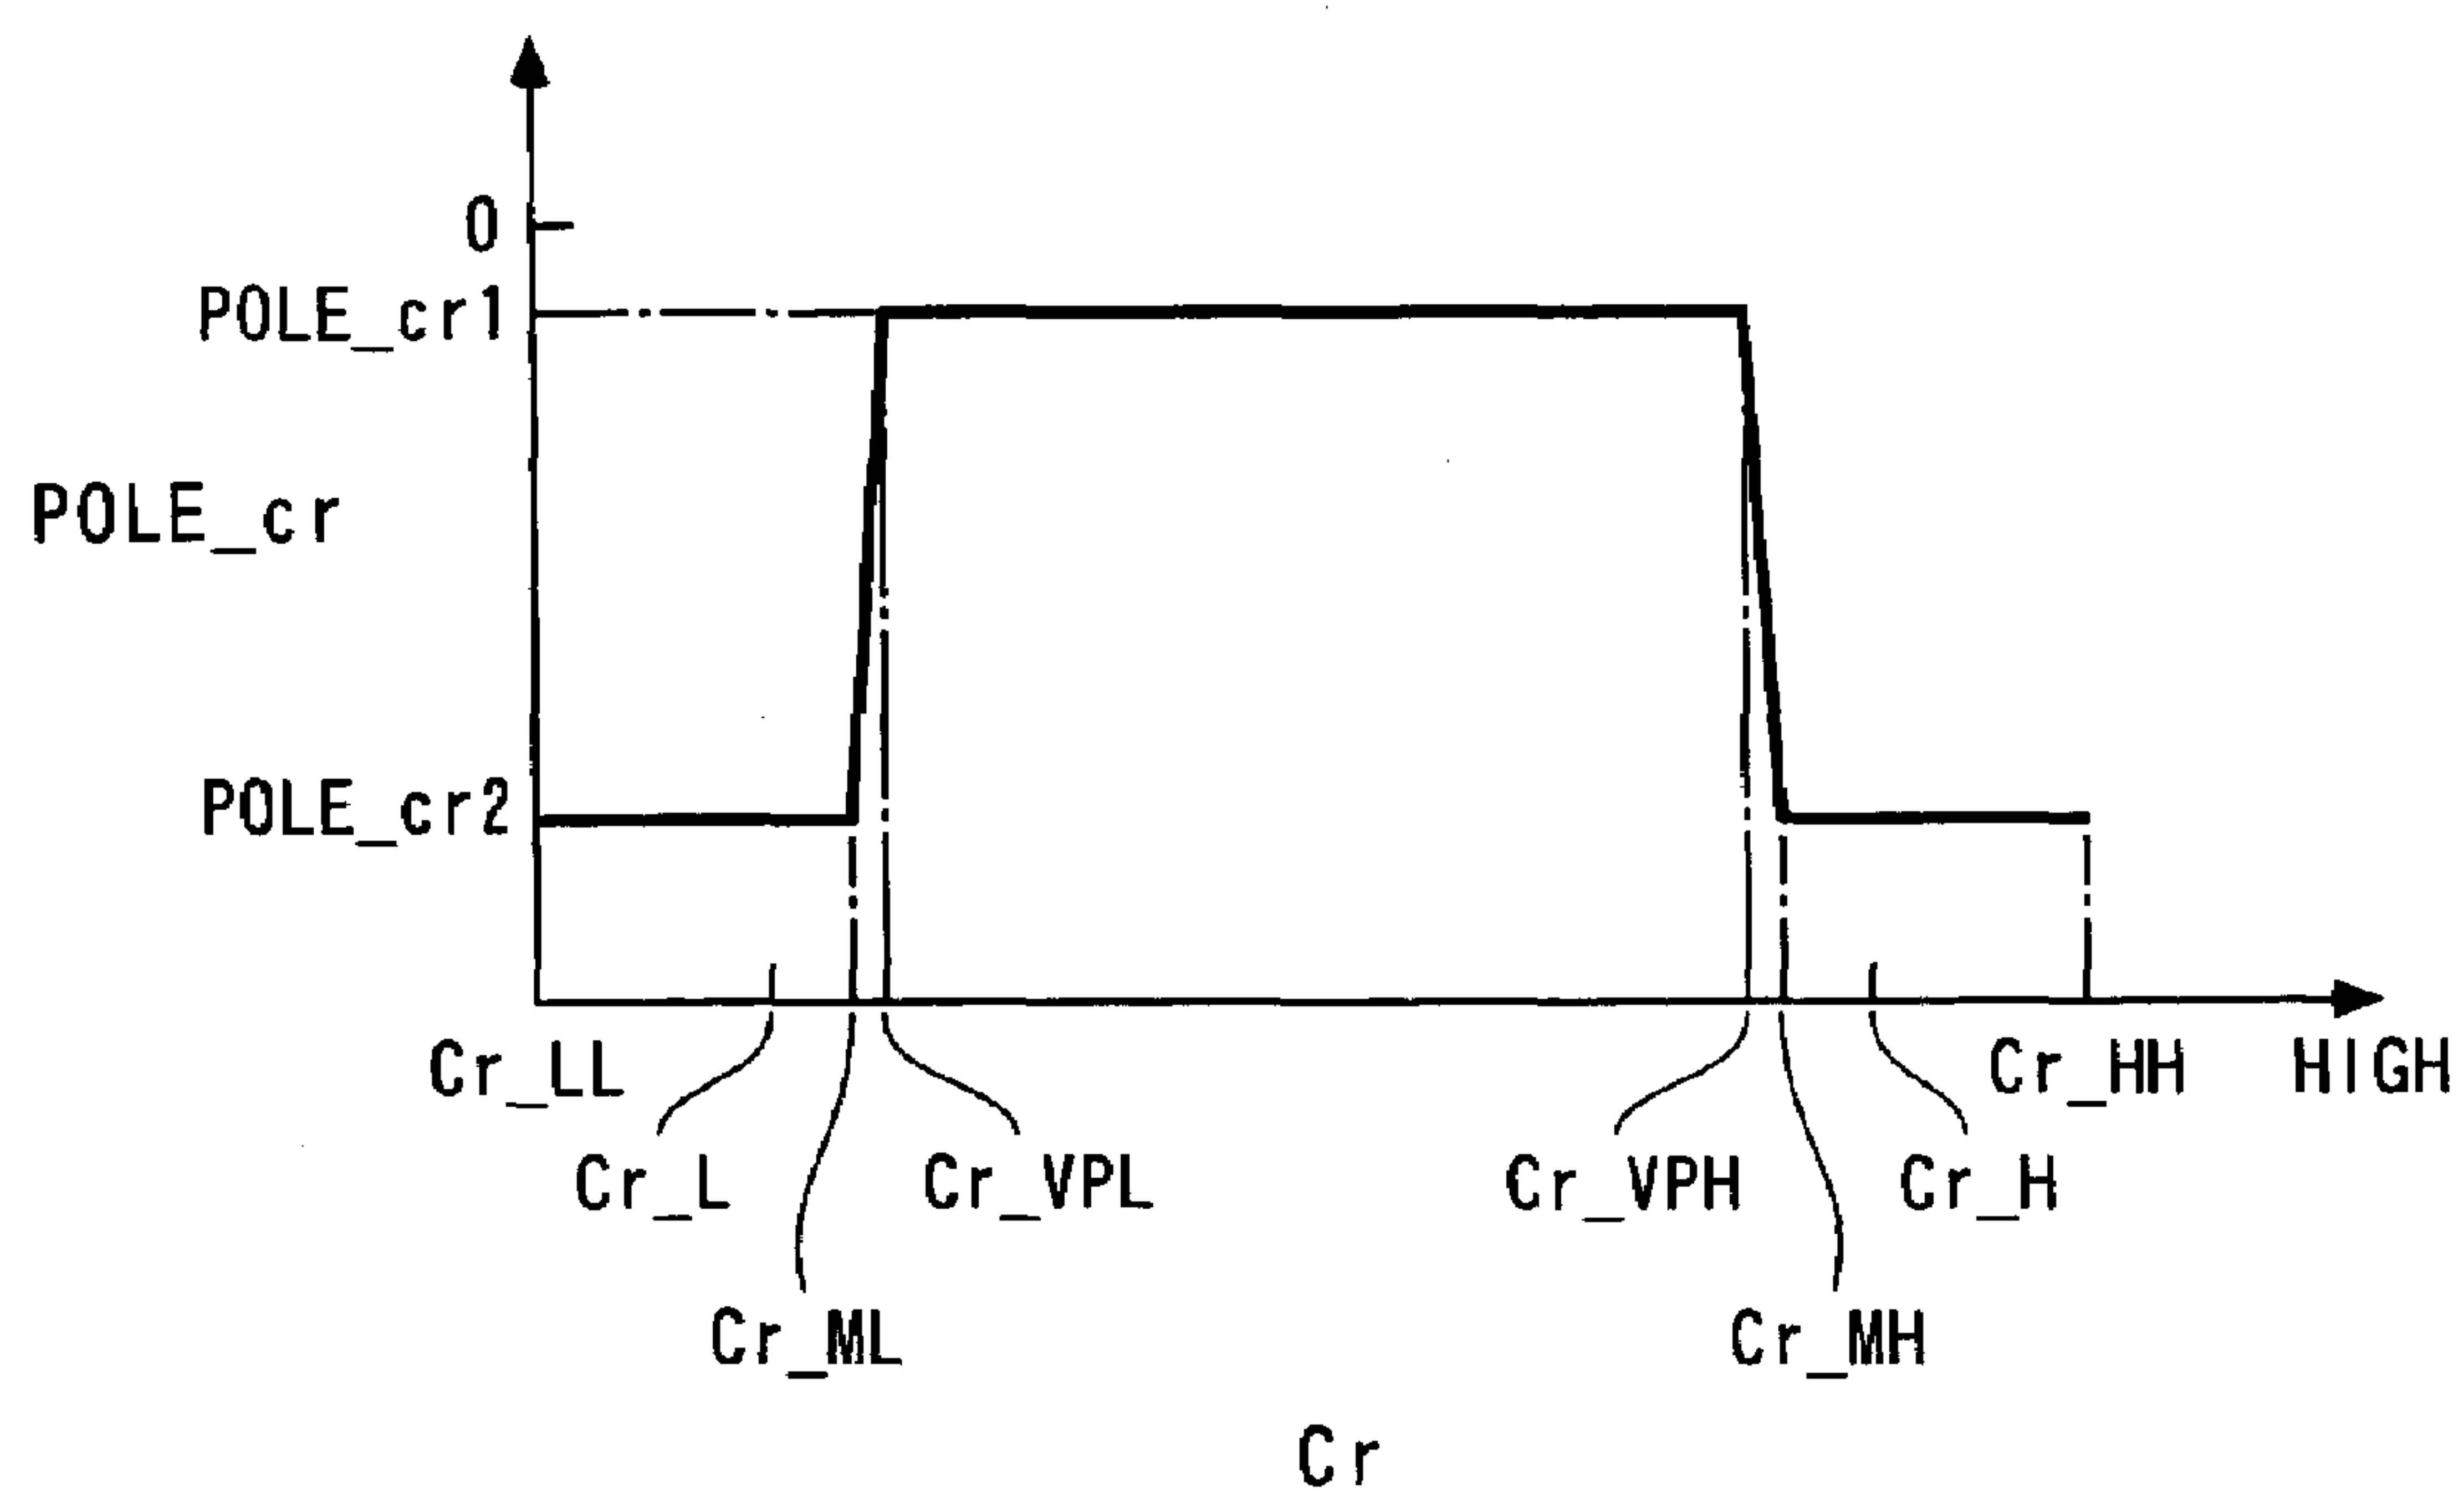 0
POLE_cr1
POLE_cr
POLE_cr2
Cr_LL
Cr_HH
HIGH
Cr_L
Cr_VPL
Cr_VPH
Cr_H
Cr_ML
Cr_MH
Cr